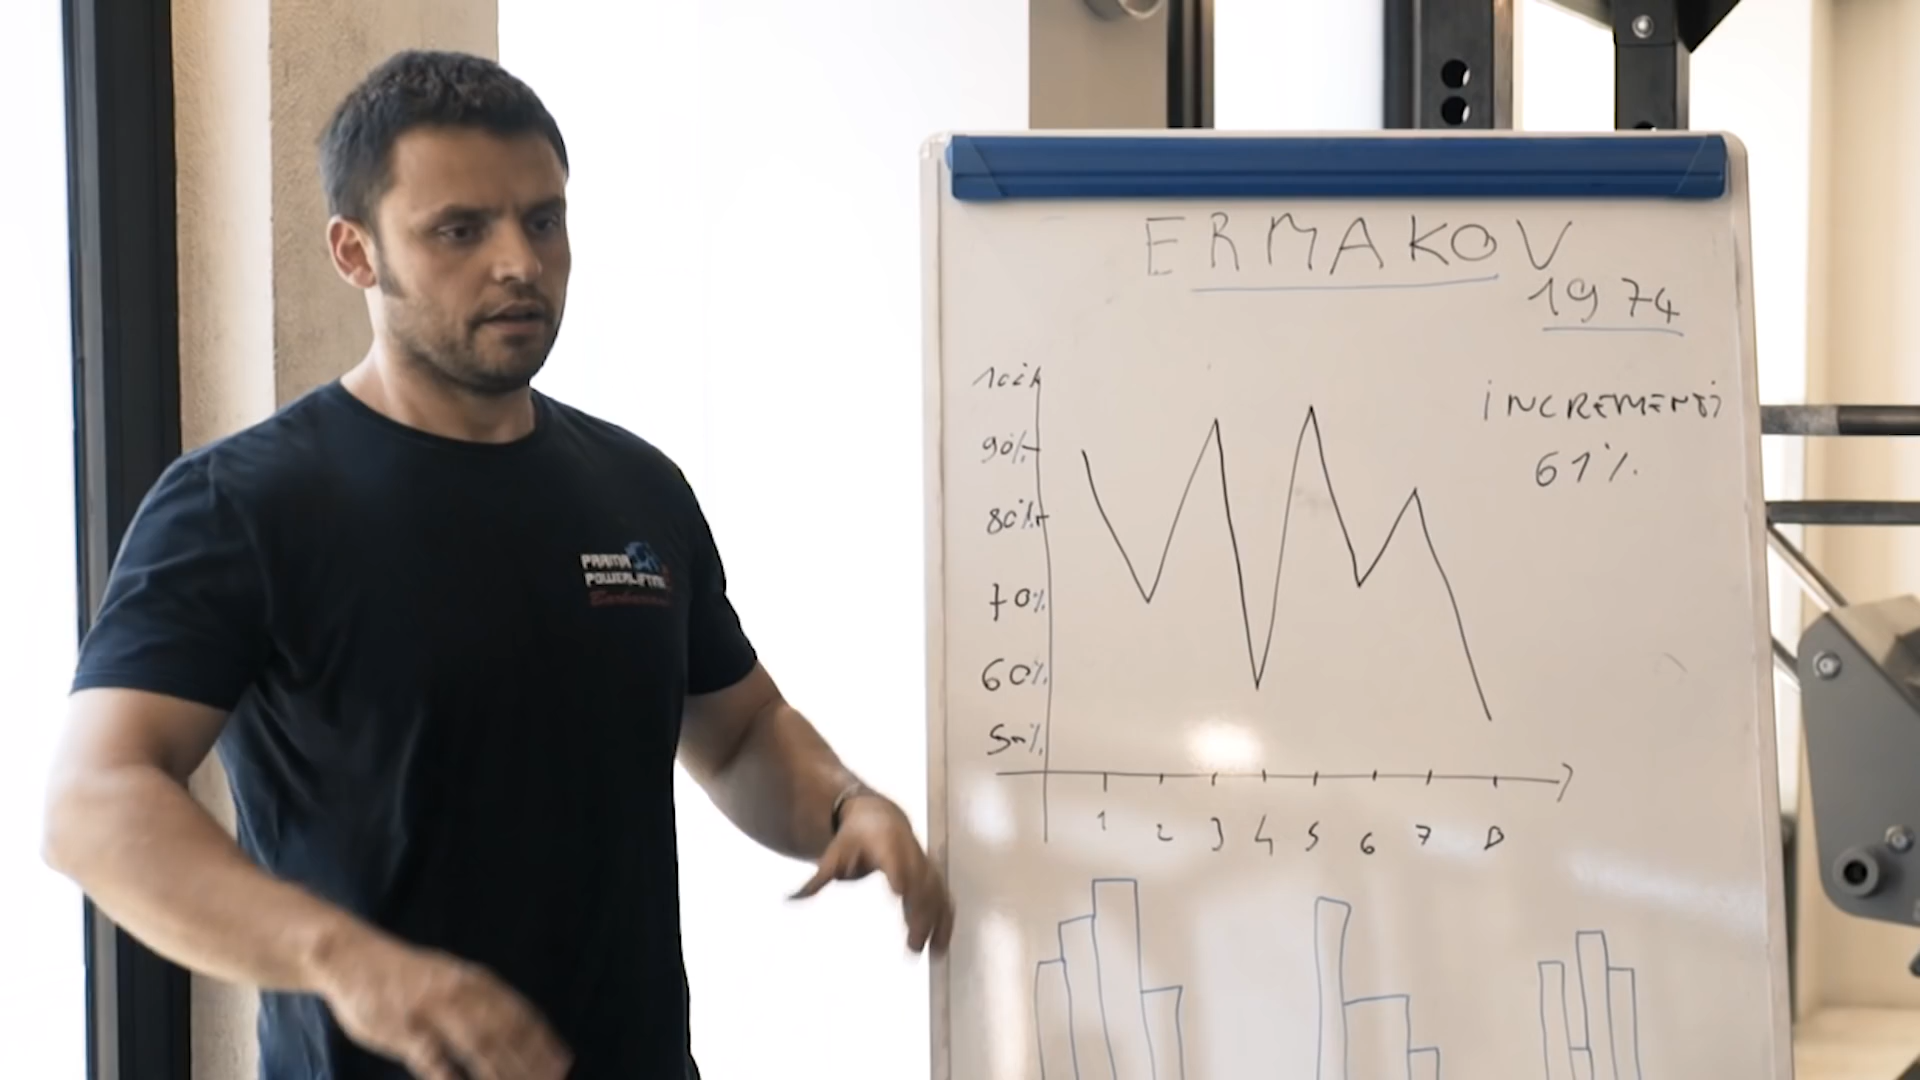 ERMAKOV
1974
100%
90%
80%
70%
60%
50%
INCREMENTI
61%
1 2 3 4 5 6 7 8
PARMA
POWERLIFTING